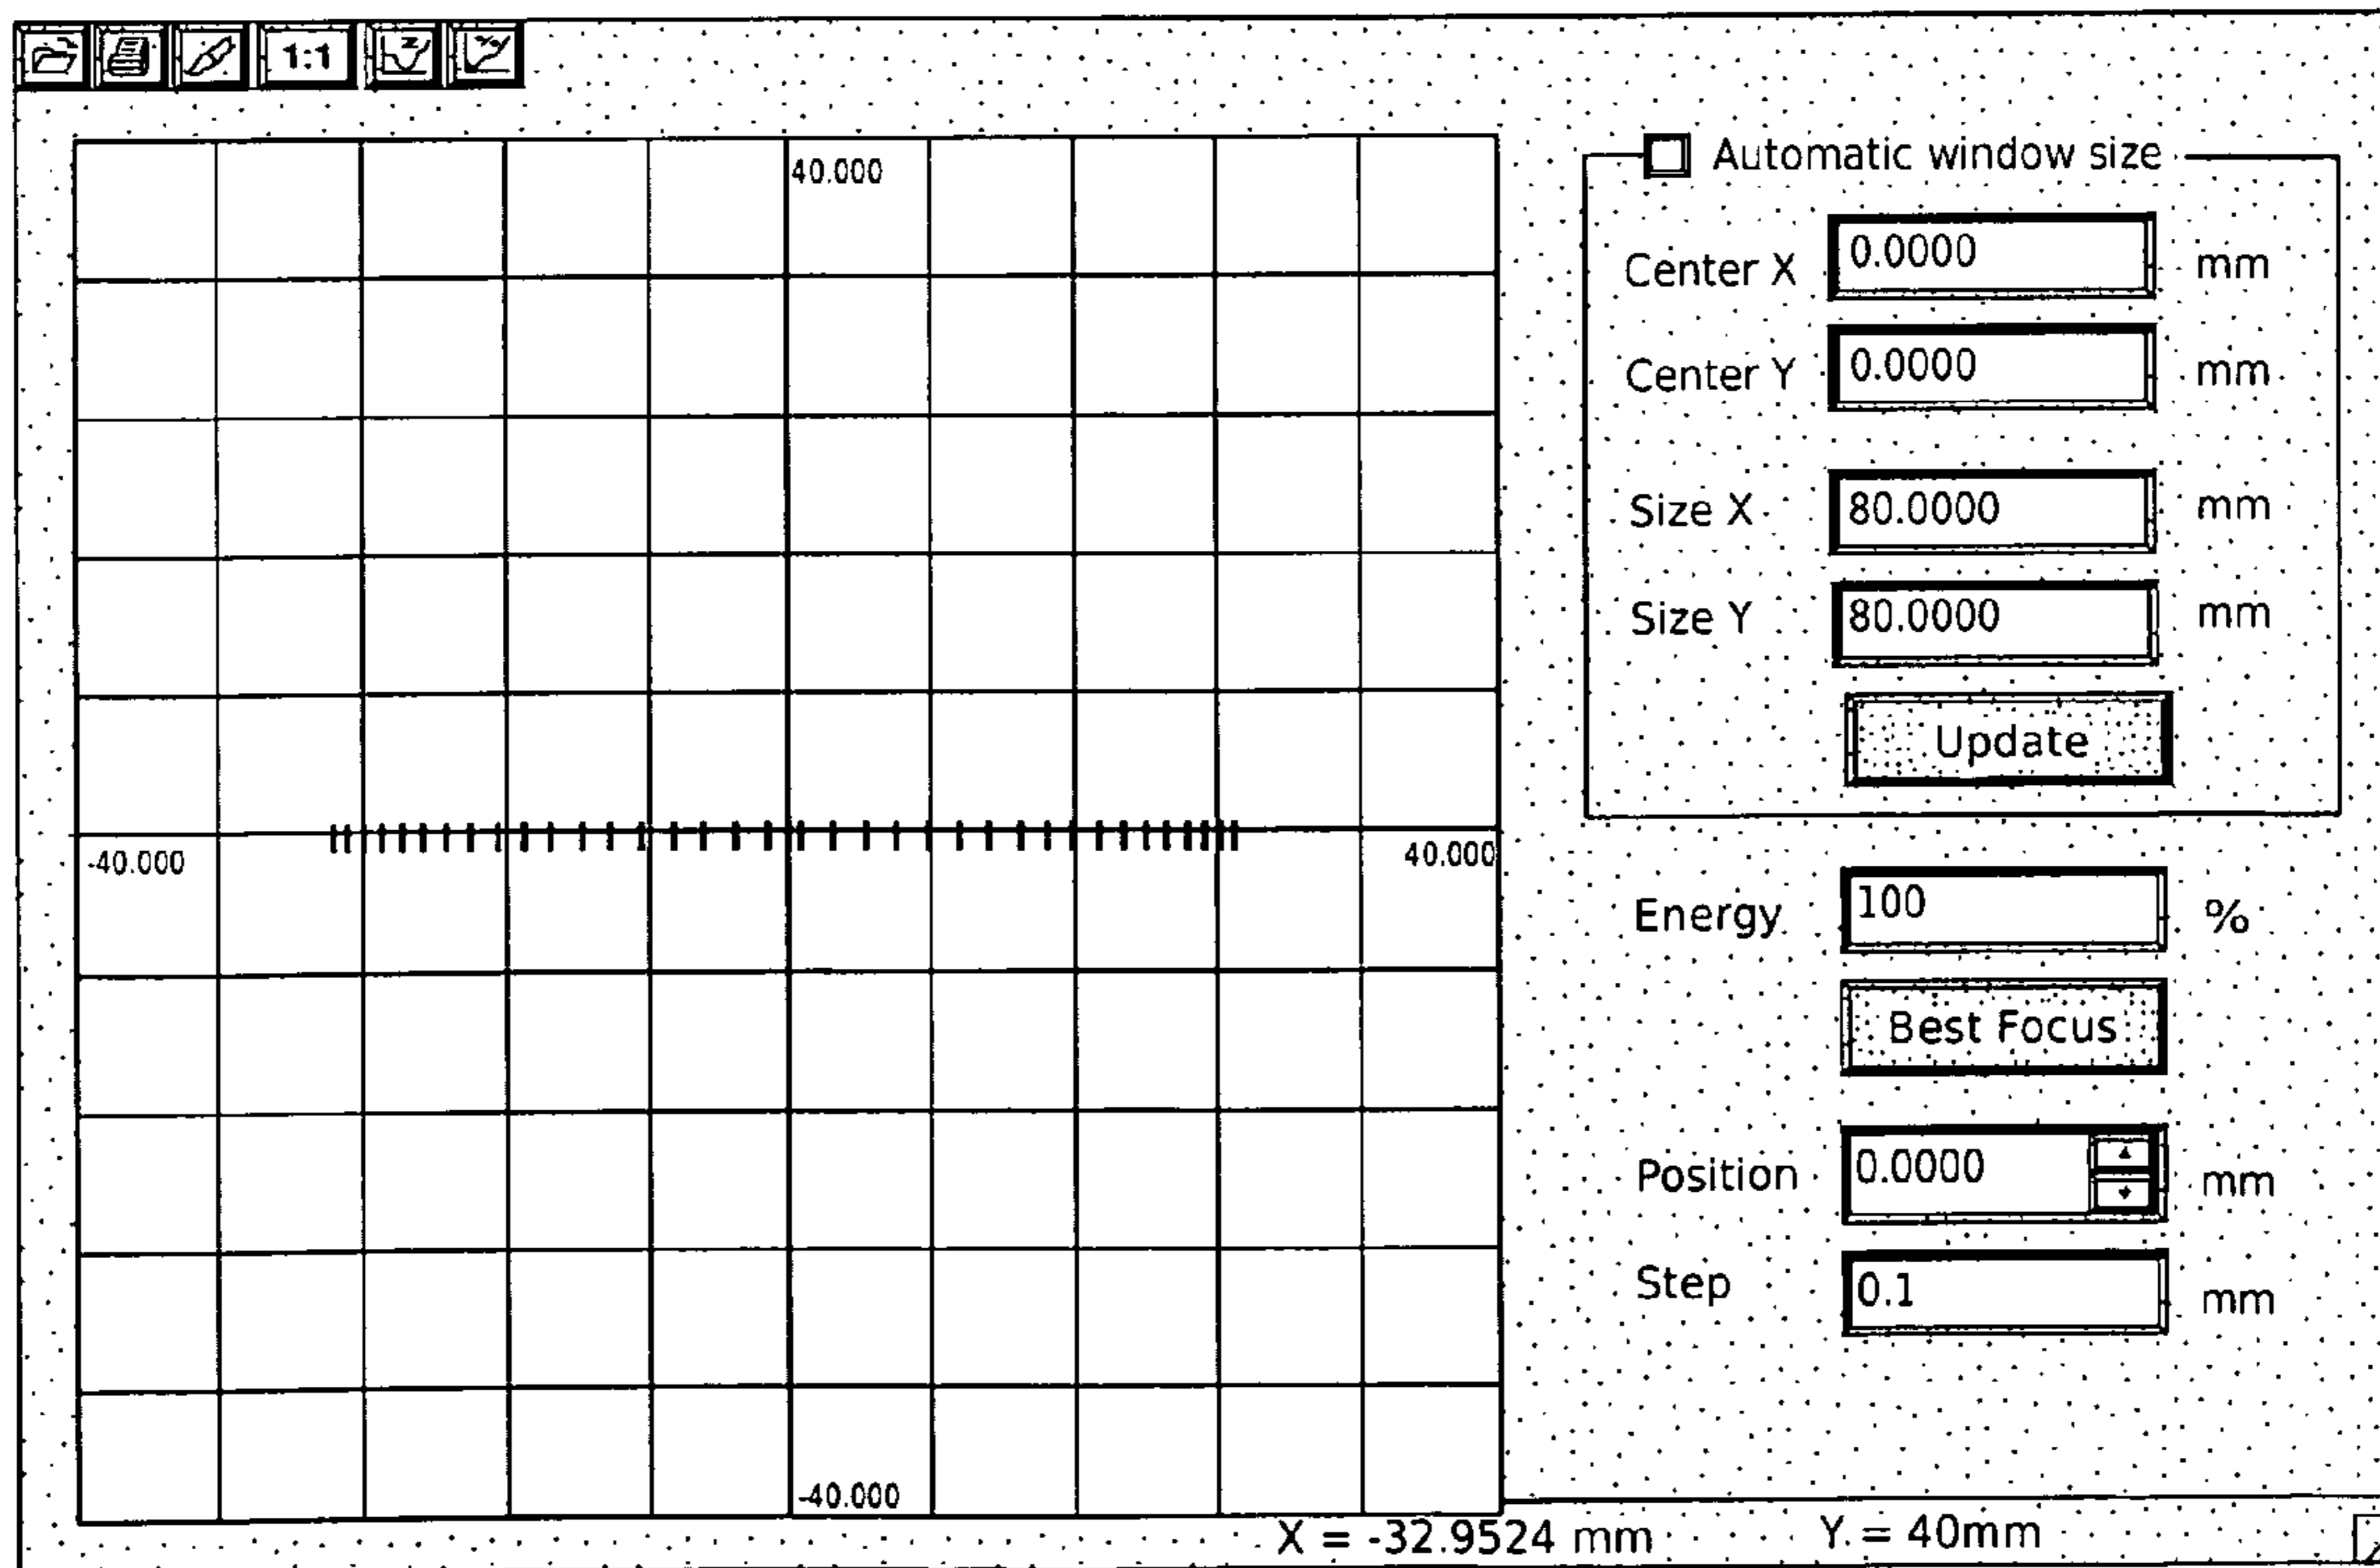 1:1
Automatic window size
40.000
Center X 0.0000 mm
Center Y 0.0000 mm
Size X 80.0000 mm
Size Y 80.0000 mm
Update
-40.000 40.000
Energy 100 %
Best Focus
Position 0.0000 mm
Step 0.1 mm
-40.000
X = -32.9524 mm Y = 40mm